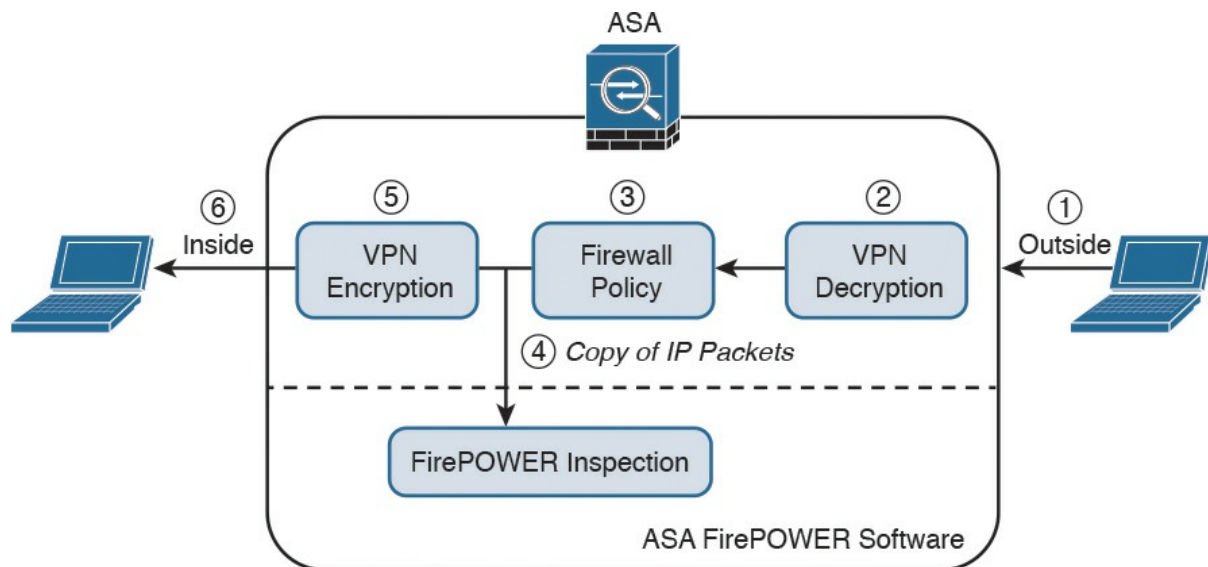 ASA
⑥
Inside
⑤
VPN
Encryption
③
Firewall
Policy
②
VPN
Decryption
①
Outside
④ Copy of IP Packets
FirePOWER Inspection
ASA FirePOWER Software